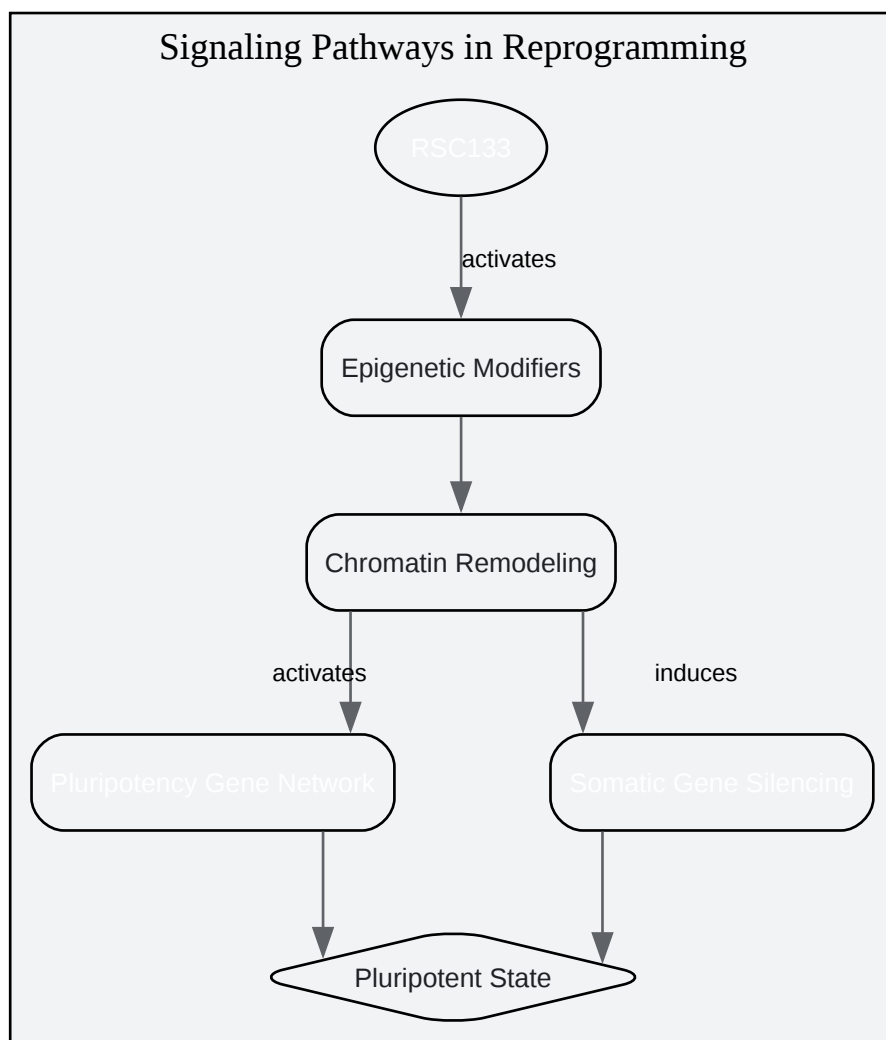 Signaling Pathways in Reprogramming
RSC133
activates
Epigenetic Modifiers
Chromatin Remodeling
activates
induces
Pluripotency Gene Network
Somatic Gene Silencing
Pluripotent State